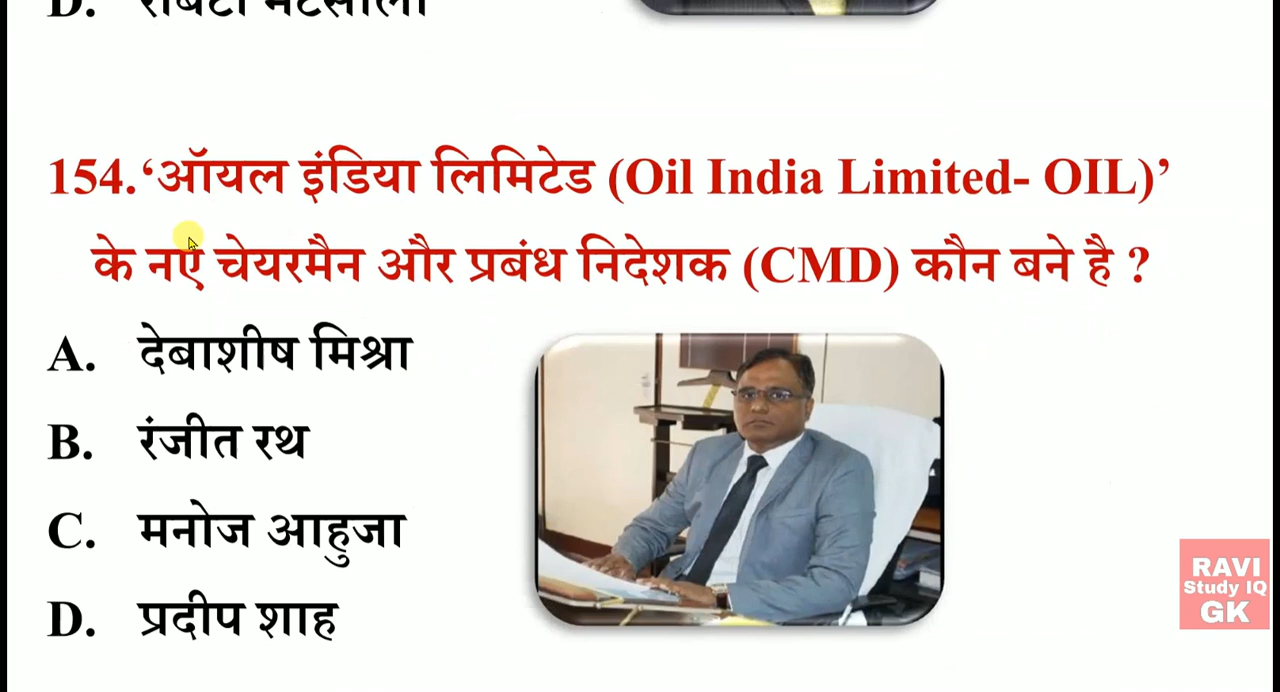 D.
154.‘ऑयल इंडिया लिमिटेड (Oil India Limited- OIL)’
के नएं चेयरमैन और प्रबंध निदेशक (CMD) कौन बने है ?
A. देबाशीष मिश्रा
B. रंजीत रथ
C. मनोज आहुजा
D. प्रदीप शाह
RAVI
Study IQ
GK